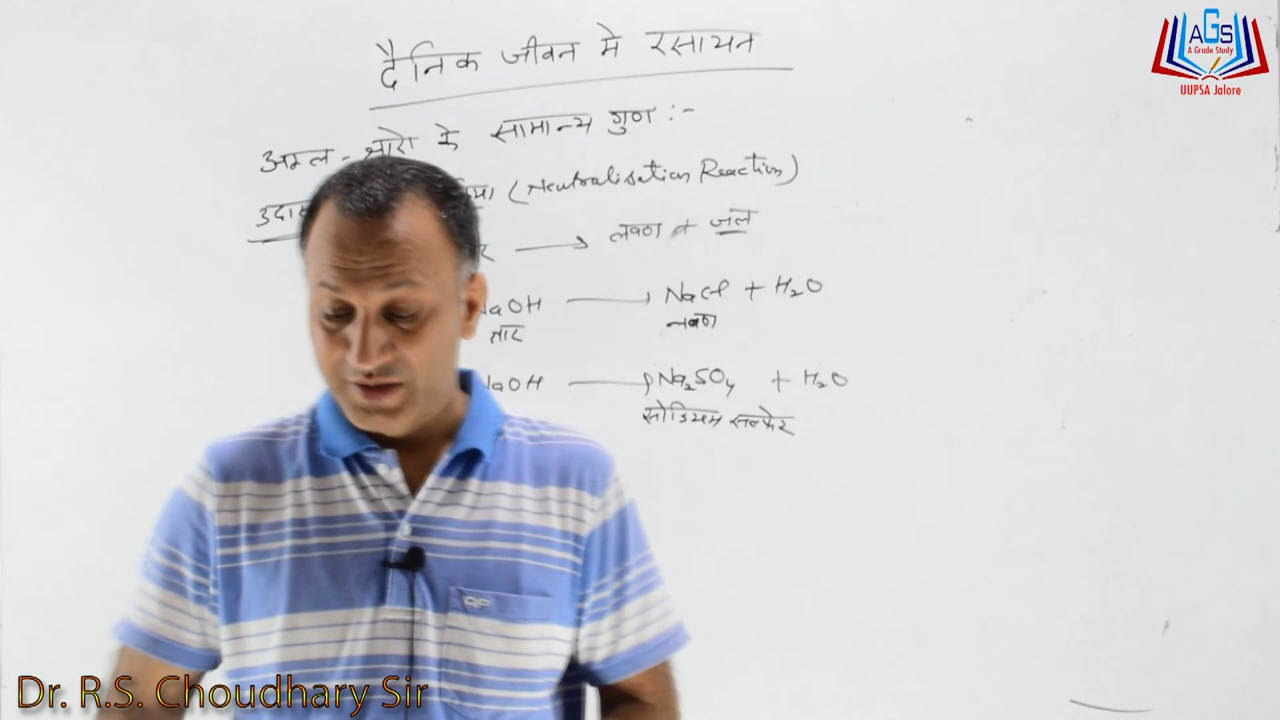 दैनिक जीवन मे रसायन
अम्ल - क्षारो के सामान्य गुण :-
(Neutralisation Reaction)
⟶ लवण + जल
NaOH ⟶ NaCl + H₂O
लवण
NaOH ⟶ Na₂SO₄ + H₂O
सोडियम सल्फेट
AGS
A Grade Study
UUPSA Jalore
Dr. R.S. Choudhary Sir